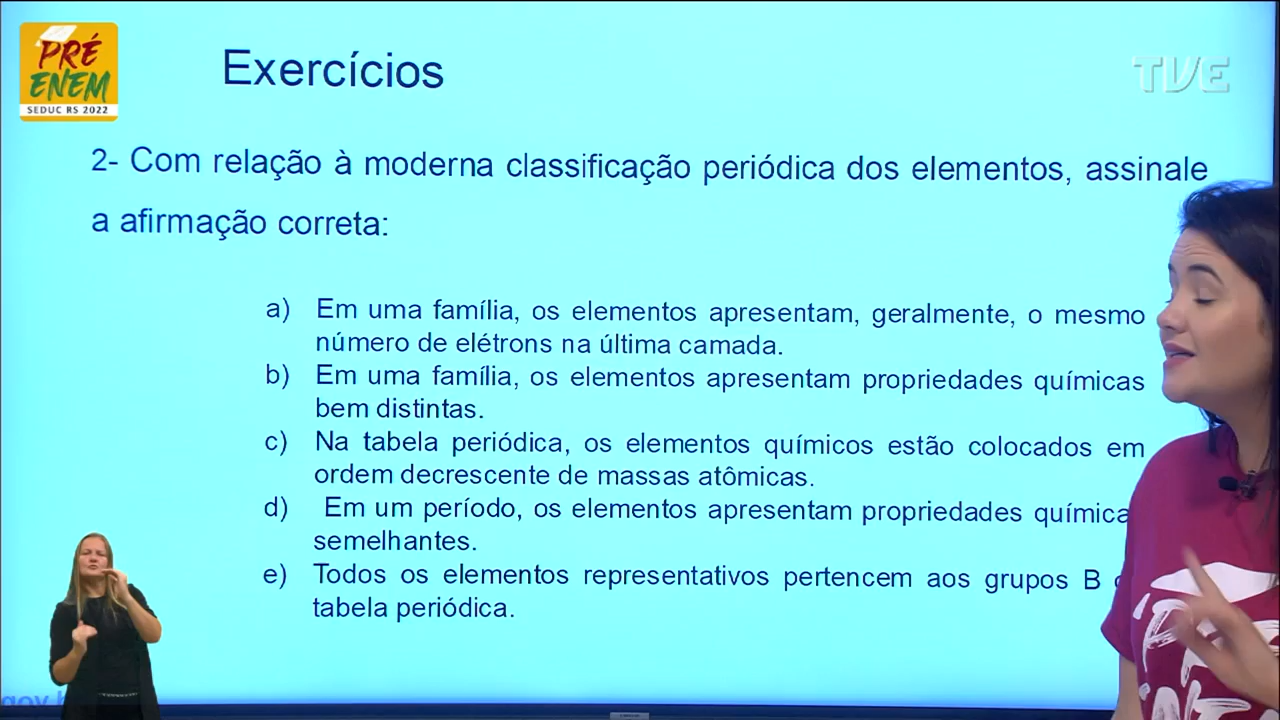 PRÉ
ENEM
SEDUC RS 2022
Exercícios
TVE
2- Com relação à moderna classificação periódica dos elementos, assinale
a afirmação correta:
a) Em uma família, os elementos apresentam, geralmente, o mesmo
número de elétrons na última camada.
b) Em uma família, os elementos apresentam propriedades químicas
bem distintas.
c) Na tabela periódica, os elementos químicos estão colocados em
ordem decrescente de massas atômicas.
d) Em um período, os elementos apresentam propriedades química
semelhantes.
e) Todos os elementos representativos pertencem aos grupos B
tabela periódica.